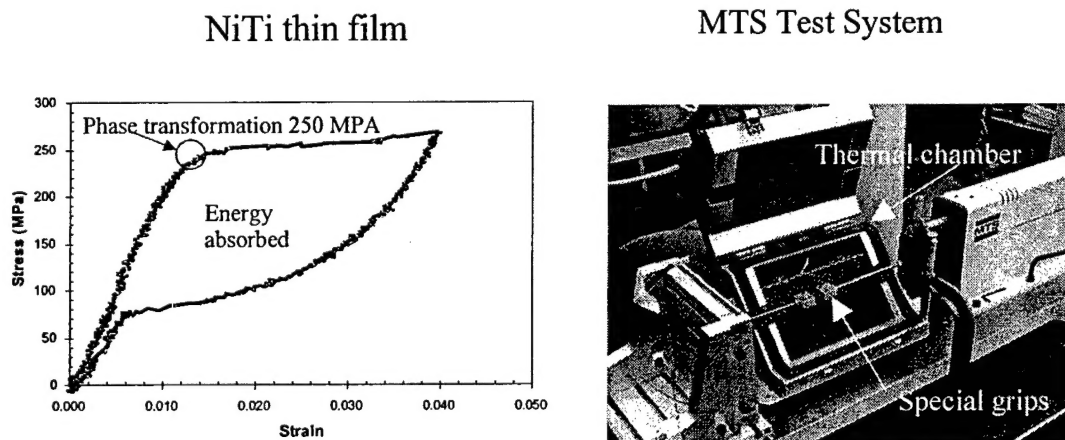 NiTi thin film
MTS Test System
Phase transformation 250 MPA
Energy
absorbed
Stress (MPa)
300
250
200
150
100
50
0
0.000 0.010 0.020 0.030 0.040 0.050
Strain
Thermal chamber
MTS
Special grips